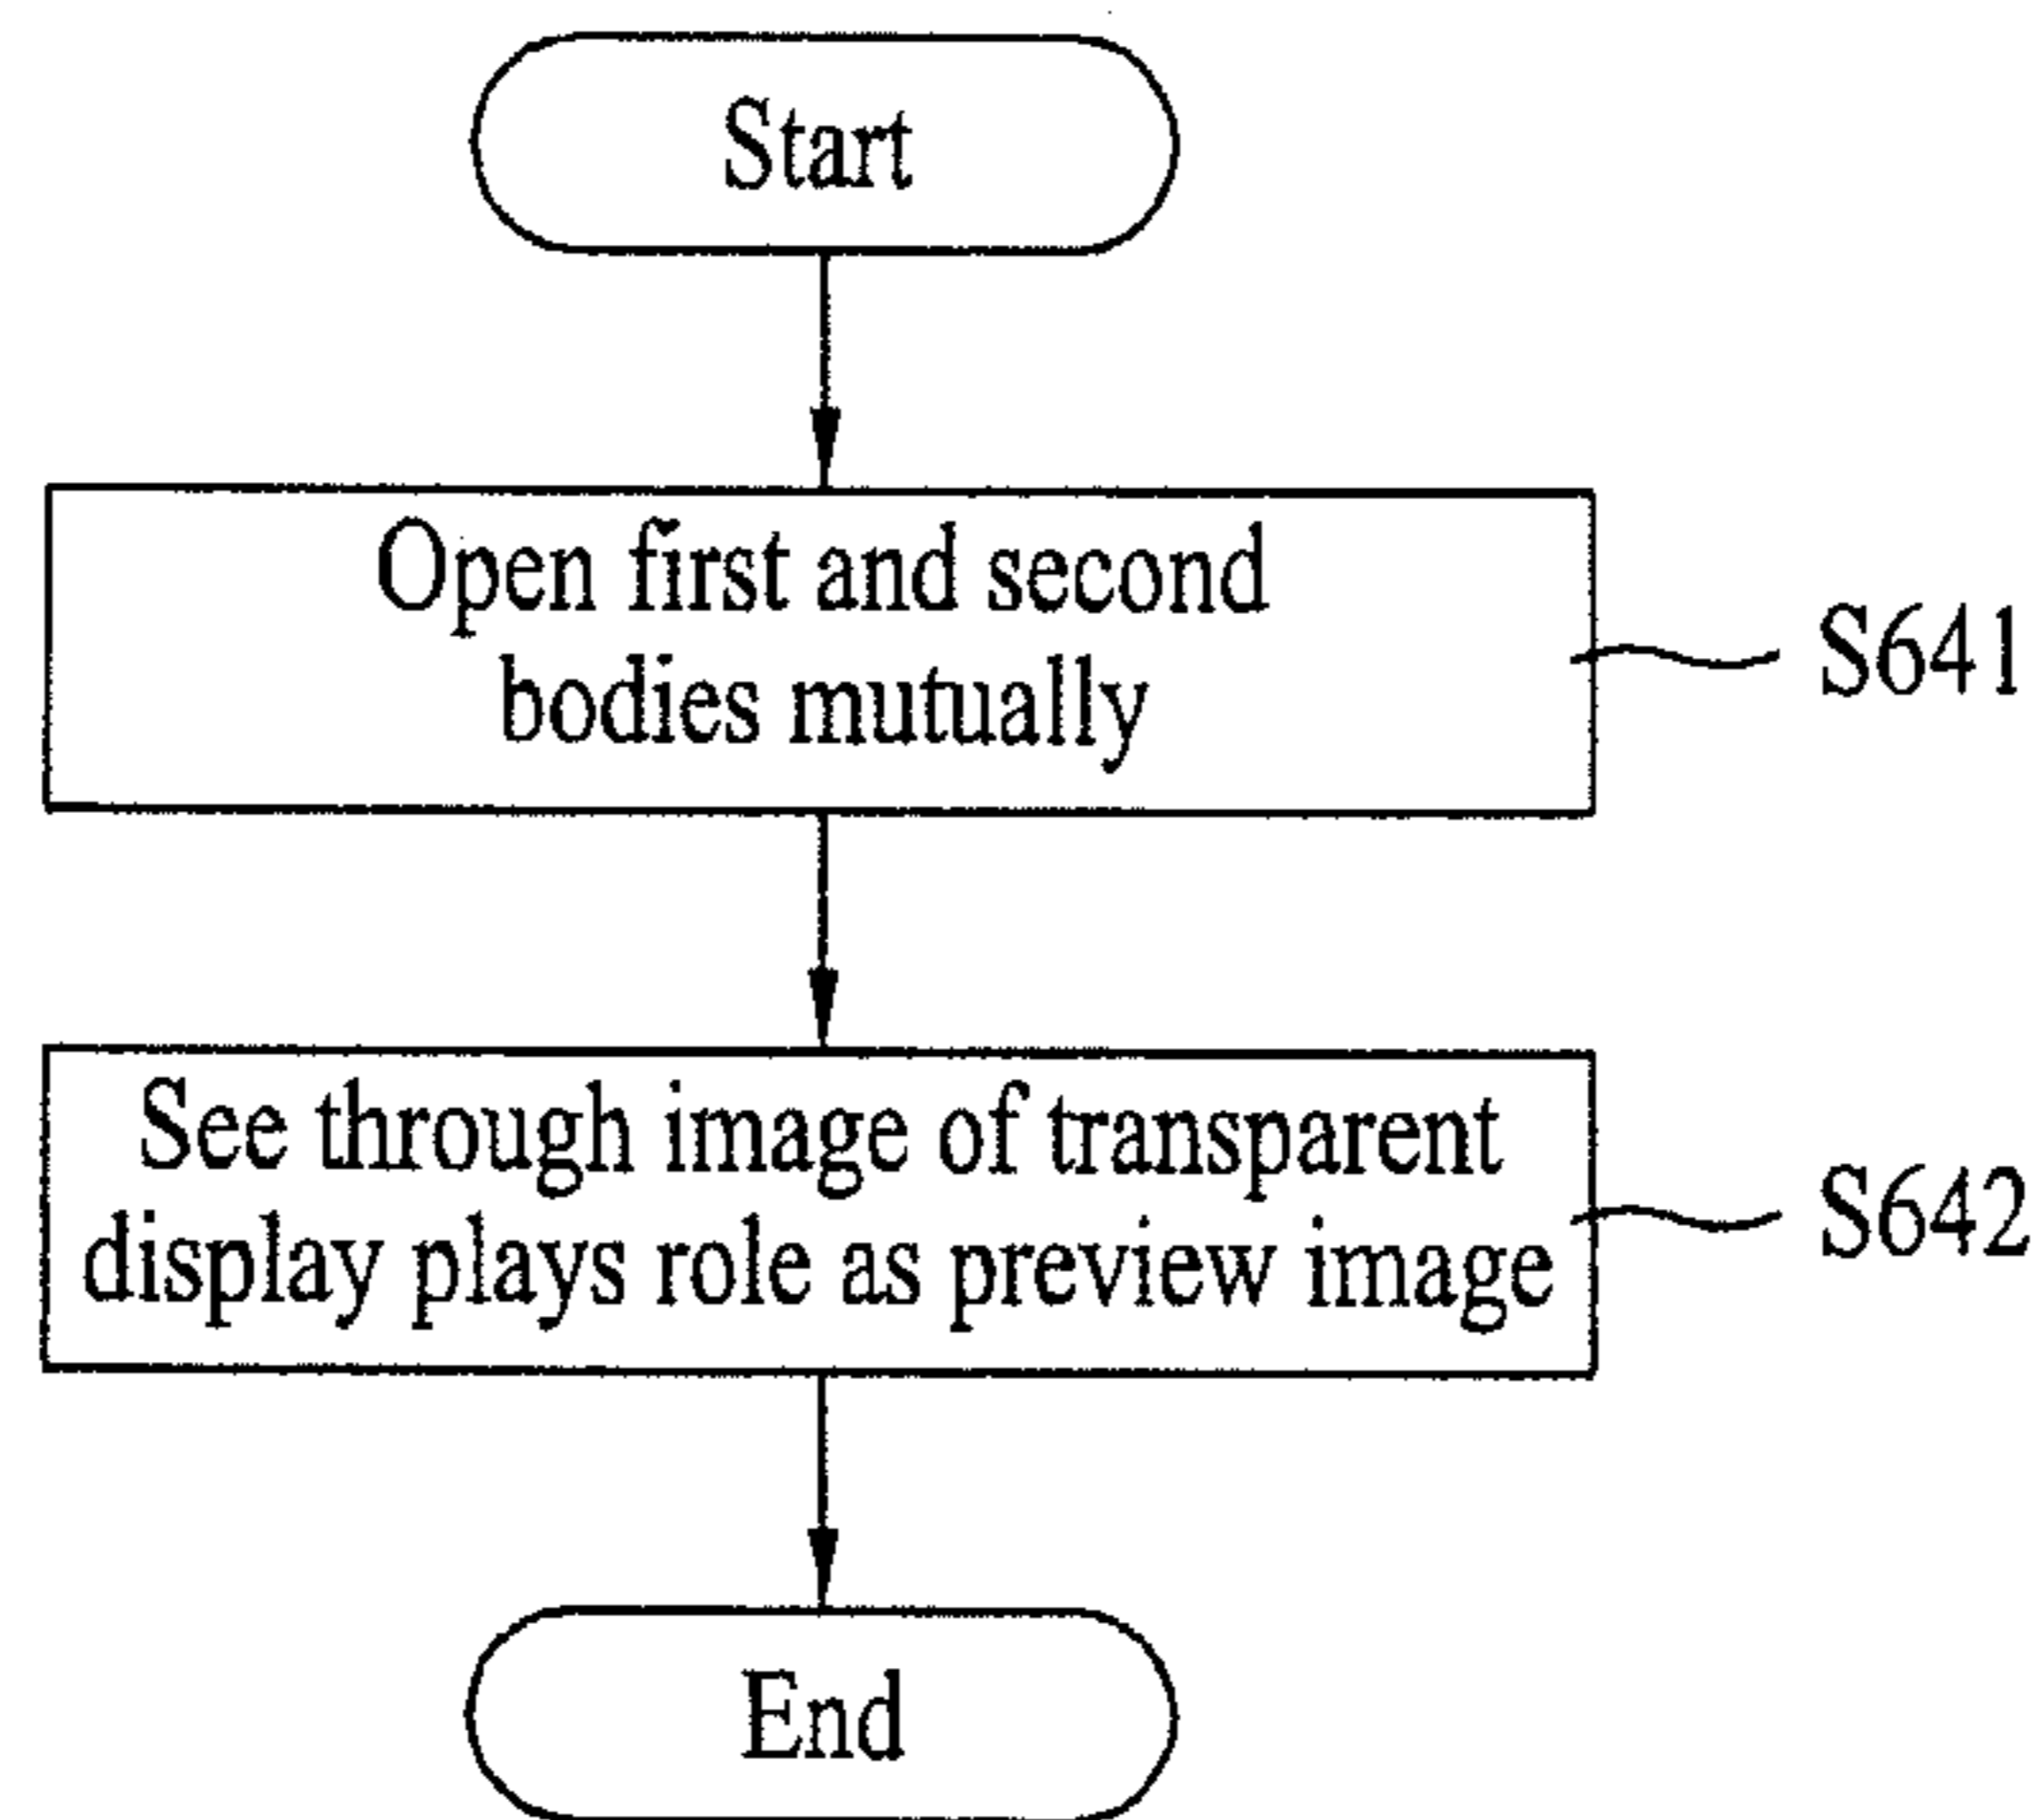 Start
Open first and second
bodies mutually
S641
See through image of transparent
display plays role as preview image
S642
End